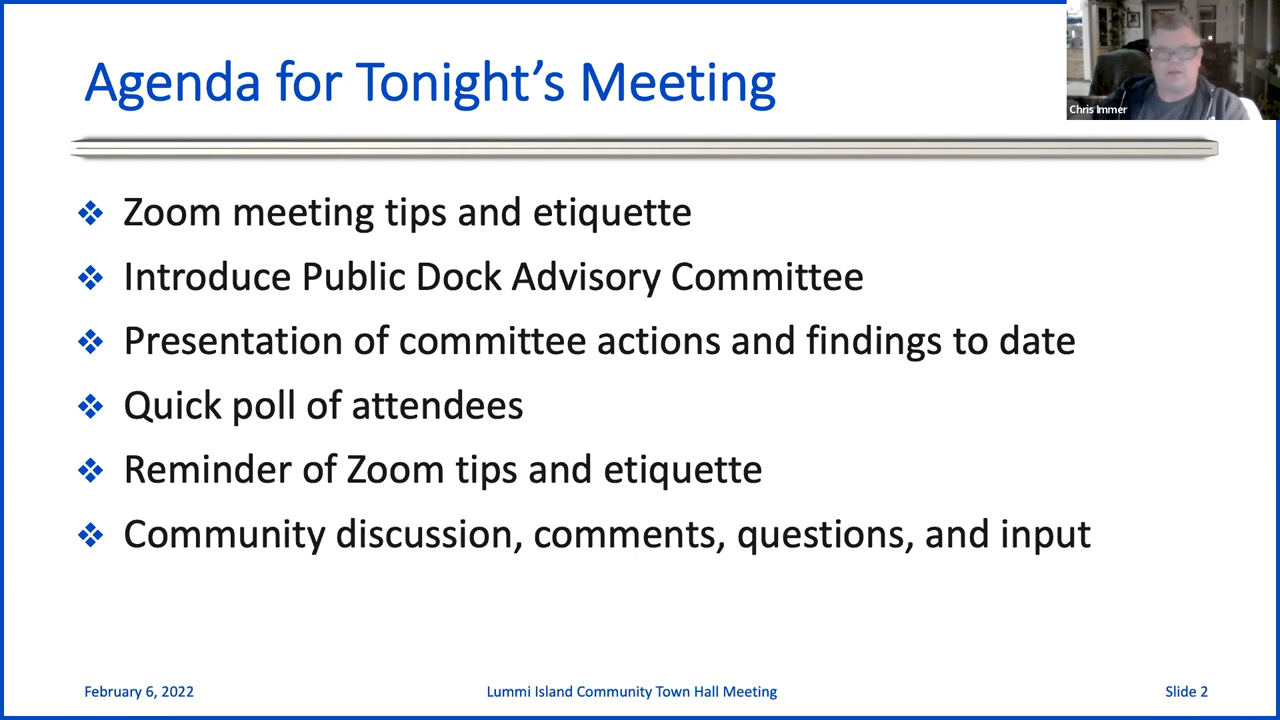 Agenda for Tonight’s Meeting
Chris Immer
Zoom meeting tips and etiquette
Introduce Public Dock Advisory Committee
Presentation of committee actions and findings to date
Quick poll of attendees
Reminder of Zoom tips and etiquette
Community discussion, comments, questions, and input
February 6, 2022
Lummi Island Community Town Hall Meeting
Slide 2